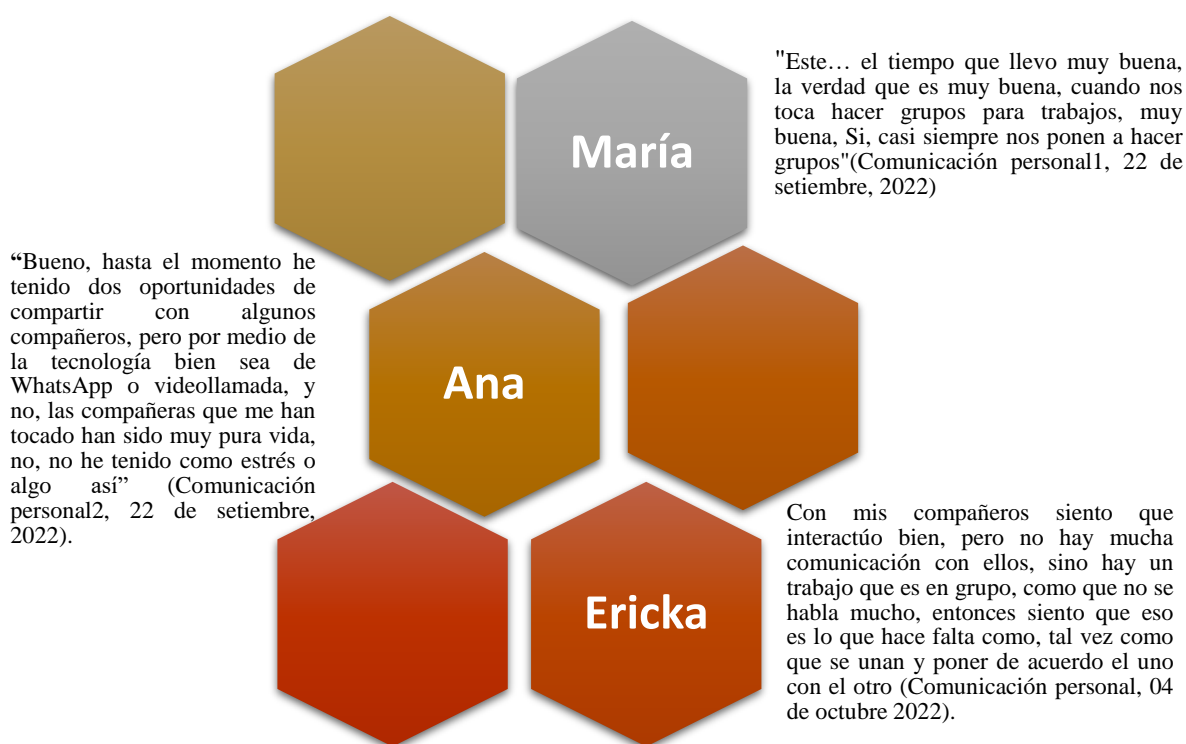 María
"Este… el tiempo que llevo muy buena,
la verdad que es muy buena, cuando nos
toca hacer grupos para trabajos, muy
buena, Si, casi siempre nos ponen a hacer
grupos"(Comunicación personal1, 22 de
setiembre, 2022)
“Bueno, hasta el momento he
tenido dos oportunidades de
compartir con algunos
compañeros, pero por medio de
la tecnología bien sea de
WhatsApp o videollamada, y
no, las compañeras que me han
tocado han sido muy pura vida,
no, no he tenido como estrés o
algo así” (Comunicación
personal2, 22 de setiembre,
2022).
Ana
Ericka
Con mis compañeros siento que
interactúo bien, pero no hay mucha
comunicación con ellos, sino hay un
trabajo que es en grupo, como que no se
habla mucho, entonces siento que eso
es lo que hace falta como, tal vez como
que se unan y poner de acuerdo el uno
con el otro (Comunicación personal, 04
de octubre 2022).